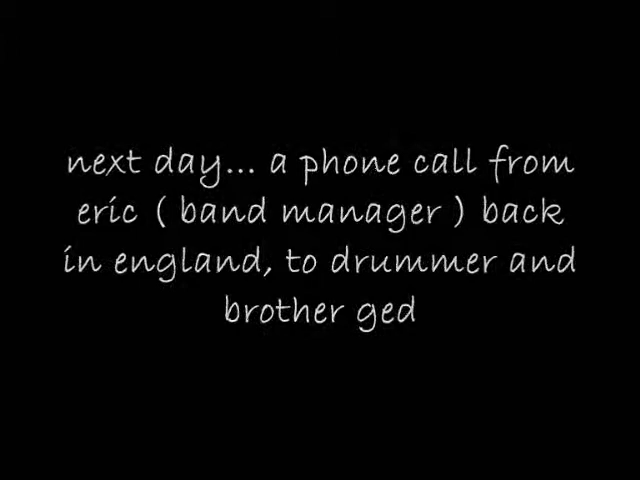 next day... a phone call from
eric ( band manager ) back
in england, to drummer and
brother ged